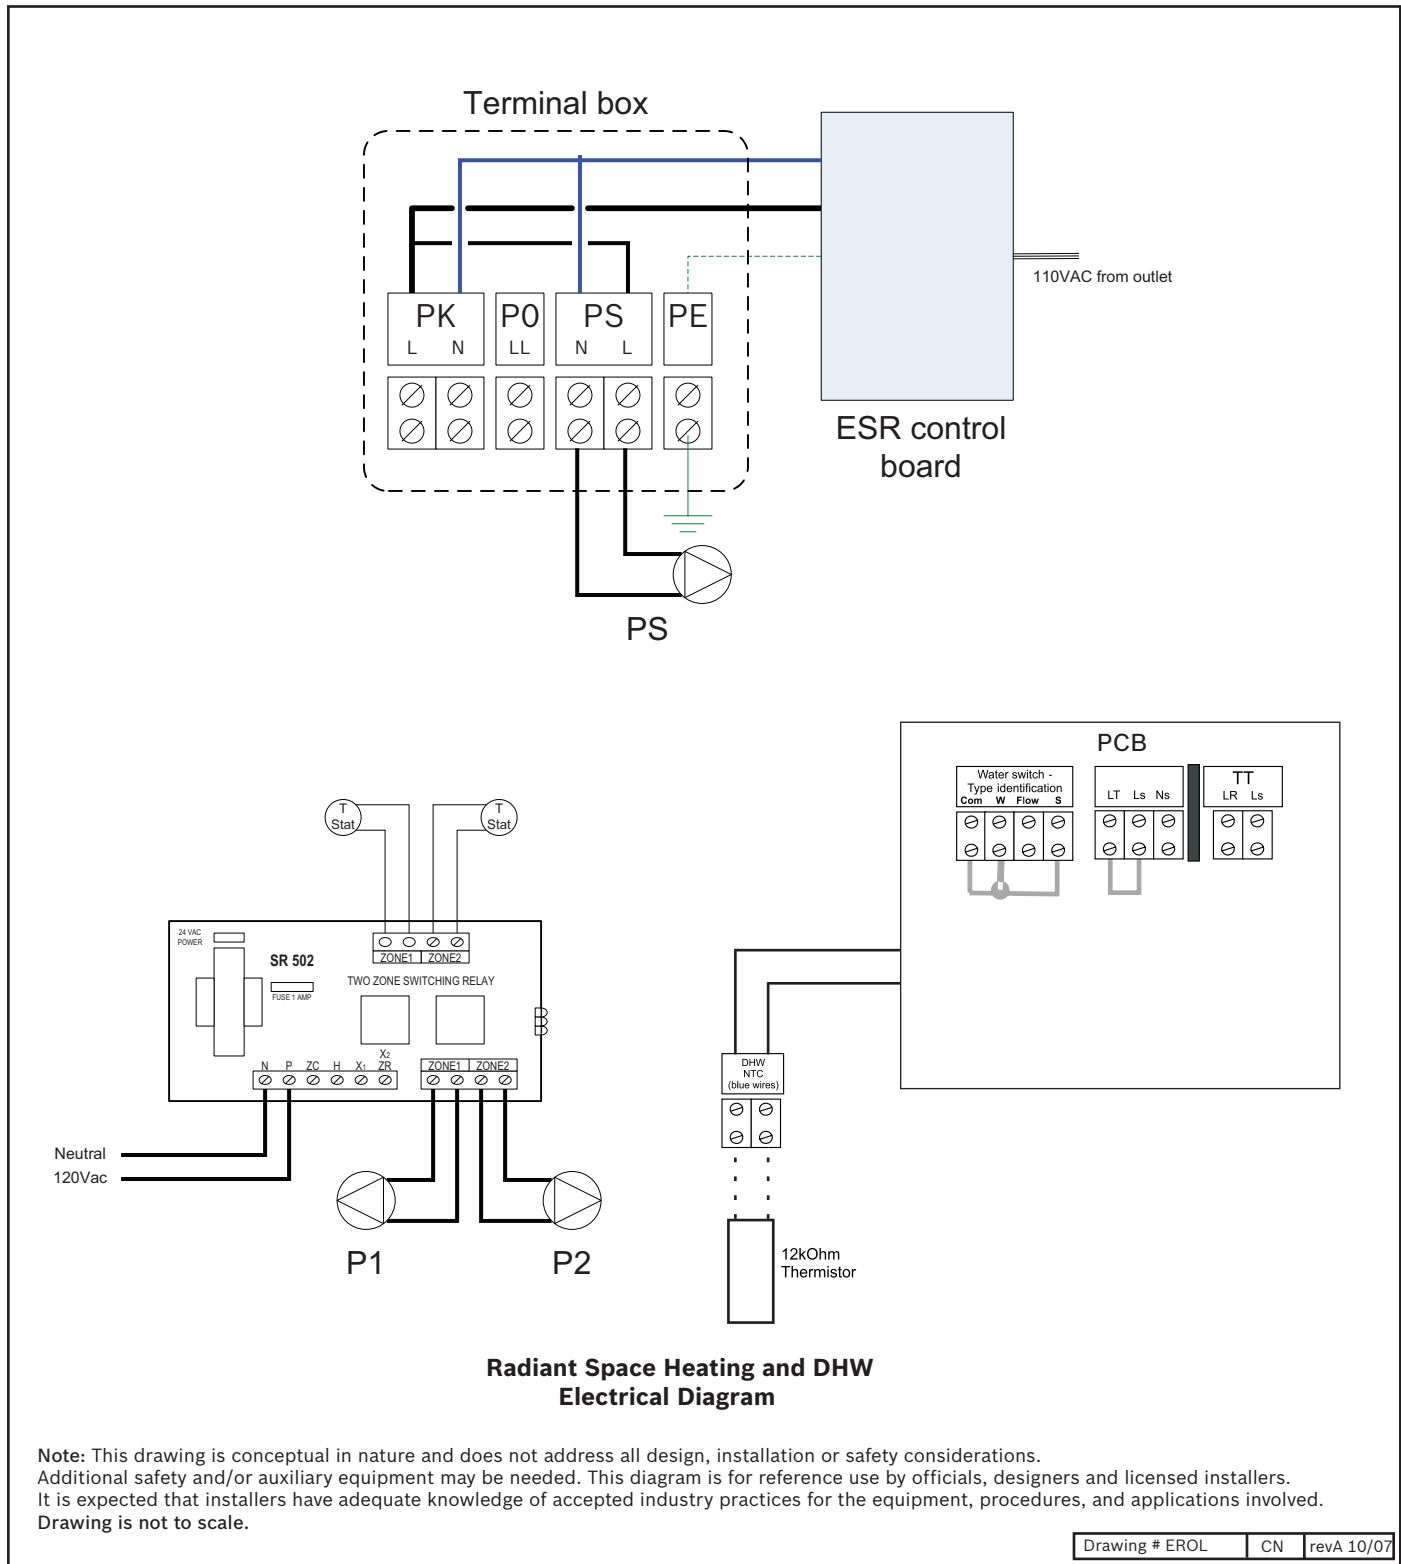 Terminal box
110VAC from outlet
PK
P0
PS
PE
L N
LL
N L
ESR control
board
PS
PCB
Water switch -
Type identification
Com W Flow S
LT Ls Ns
TT
LR Ls
T
Stat
T
Stat
24 VAC
POWER
SR 502
FUSE 1 AMP
ZONE1 ZONE2
TWO ZONE SWITCHING RELAY
X2
N P ZC H X1 ZR
ZONE1 ZONE2
DHW
NTC
(blue wires)
Neutral
120Vac
P1
P2
12kOhm
Thermistor
Radiant Space Heating and DHW
Electrical Diagram
Note: This drawing is conceptual in nature and does not address all design, installation or safety considerations.
Additional safety and/or auxiliary equipment may be needed. This diagram is for reference use by officials, designers and licensed installers.
It is expected that installers have adequate knowledge of accepted industry practices for the equipment, procedures, and applications involved.
Drawing is not to scale.
Drawing # EROL CN revA 10/07